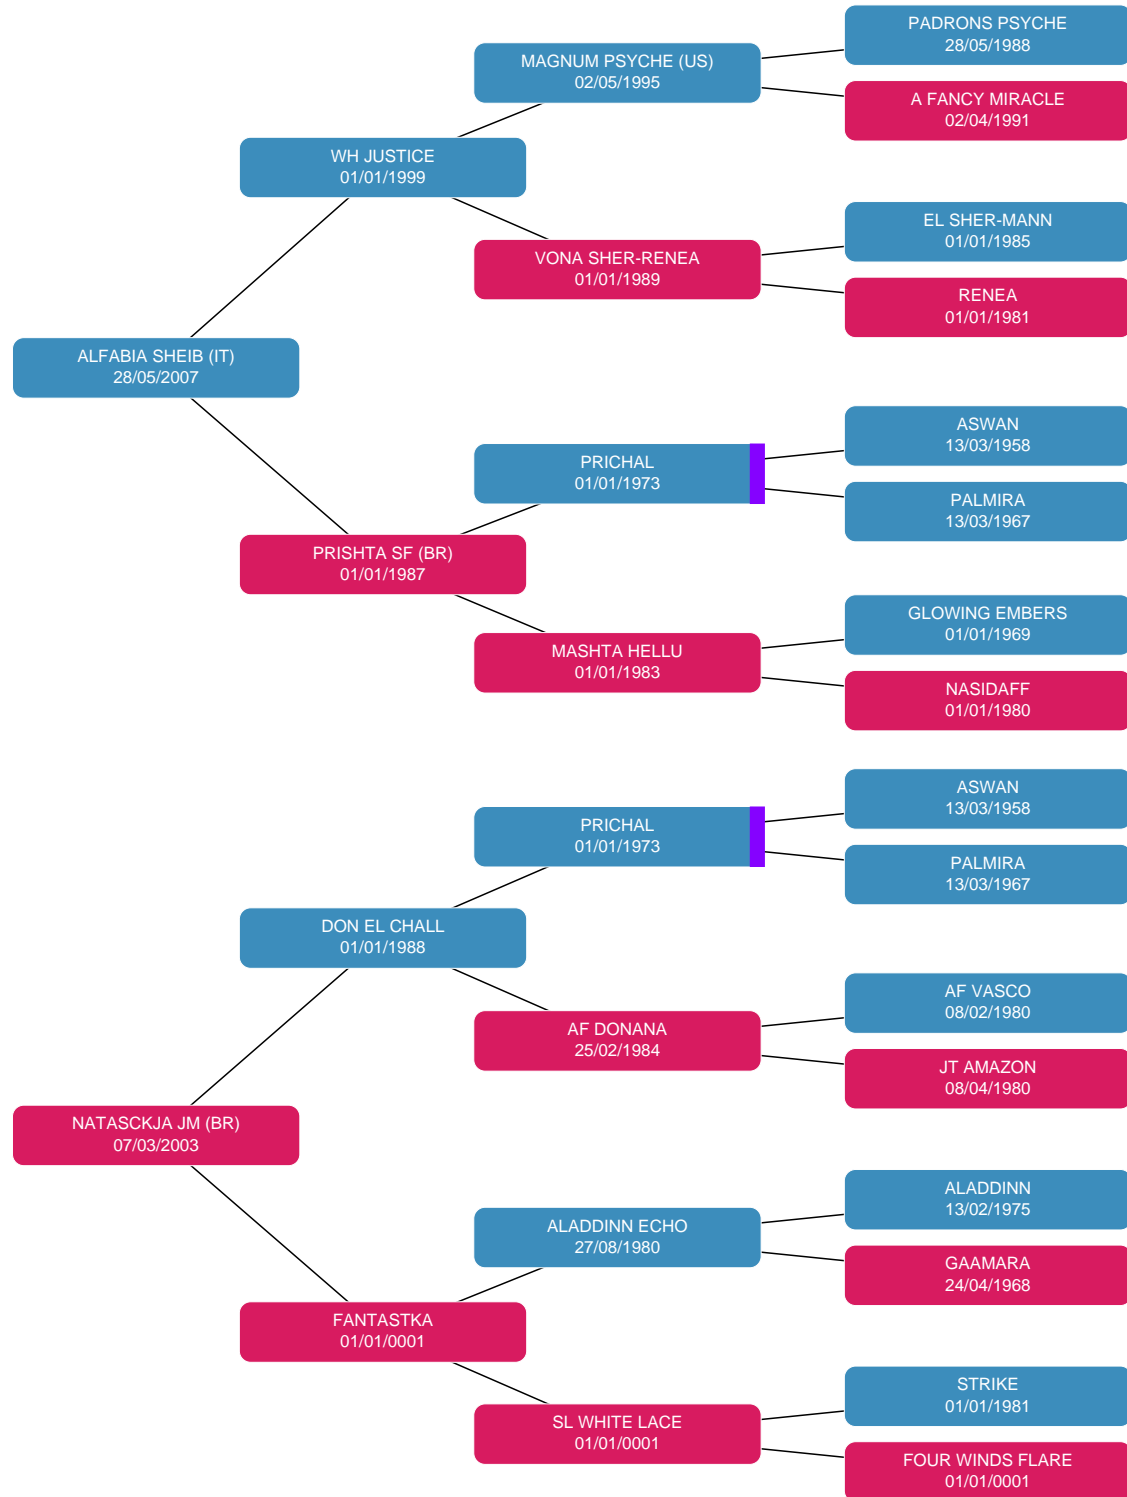 PADRONS PSYCHE
28/05/1988
MAGNUM PSYCHE (US)
02/05/1995
A FANCY MIRACLE
02/04/1991
WH JUSTICE
01/01/1999
EL SHER-MANN
01/01/1985
VONA SHER-RENEA
01/01/1989
RENEA
01/01/1981
ALFABIA SHEIB (IT)
28/05/2007
ASWAN
13/03/1958
PRICHAL
01/01/1973
PALMIRA
13/03/1967
PRISHTA SF (BR)
01/01/1987
GLOWING EMBERS
01/01/1969
MASHTA HELLU
01/01/1983
NASIDAFF
01/01/1980
ASWAN
13/03/1958
PRICHAL
01/01/1973
PALMIRA
13/03/1967
DON EL CHALL
01/01/1988
AF VASCO
08/02/1980
AF DONANA
25/02/1984
JT AMAZON
08/04/1980
NATASCKJA JM (BR)
07/03/2003
ALADDINN
13/02/1975
ALADDINN ECHO
27/08/1980
GAAMARA
24/04/1968
FANTASTKA
01/01/0001
STRIKE
01/01/1981
SL WHITE LACE
01/01/0001
FOUR WINDS FLARE
01/01/0001